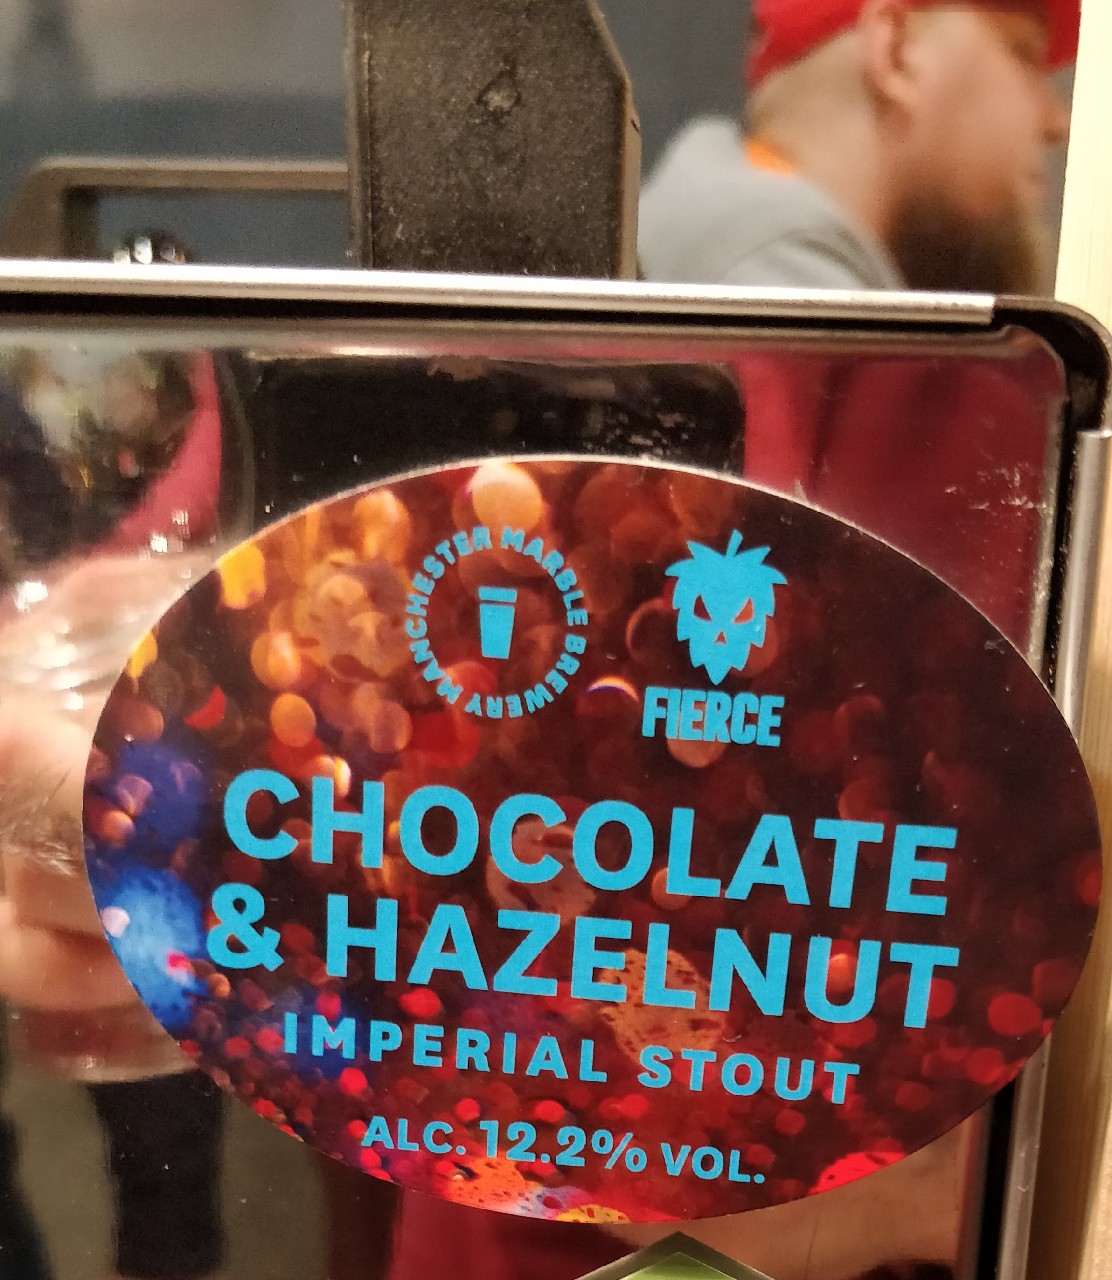 MANCHESTER MARBLE BREWERY
FIERCE
CHOCOLATE
& HAZELNUT
IMPERIAL STOUT
ALC. 12.2% VOL.